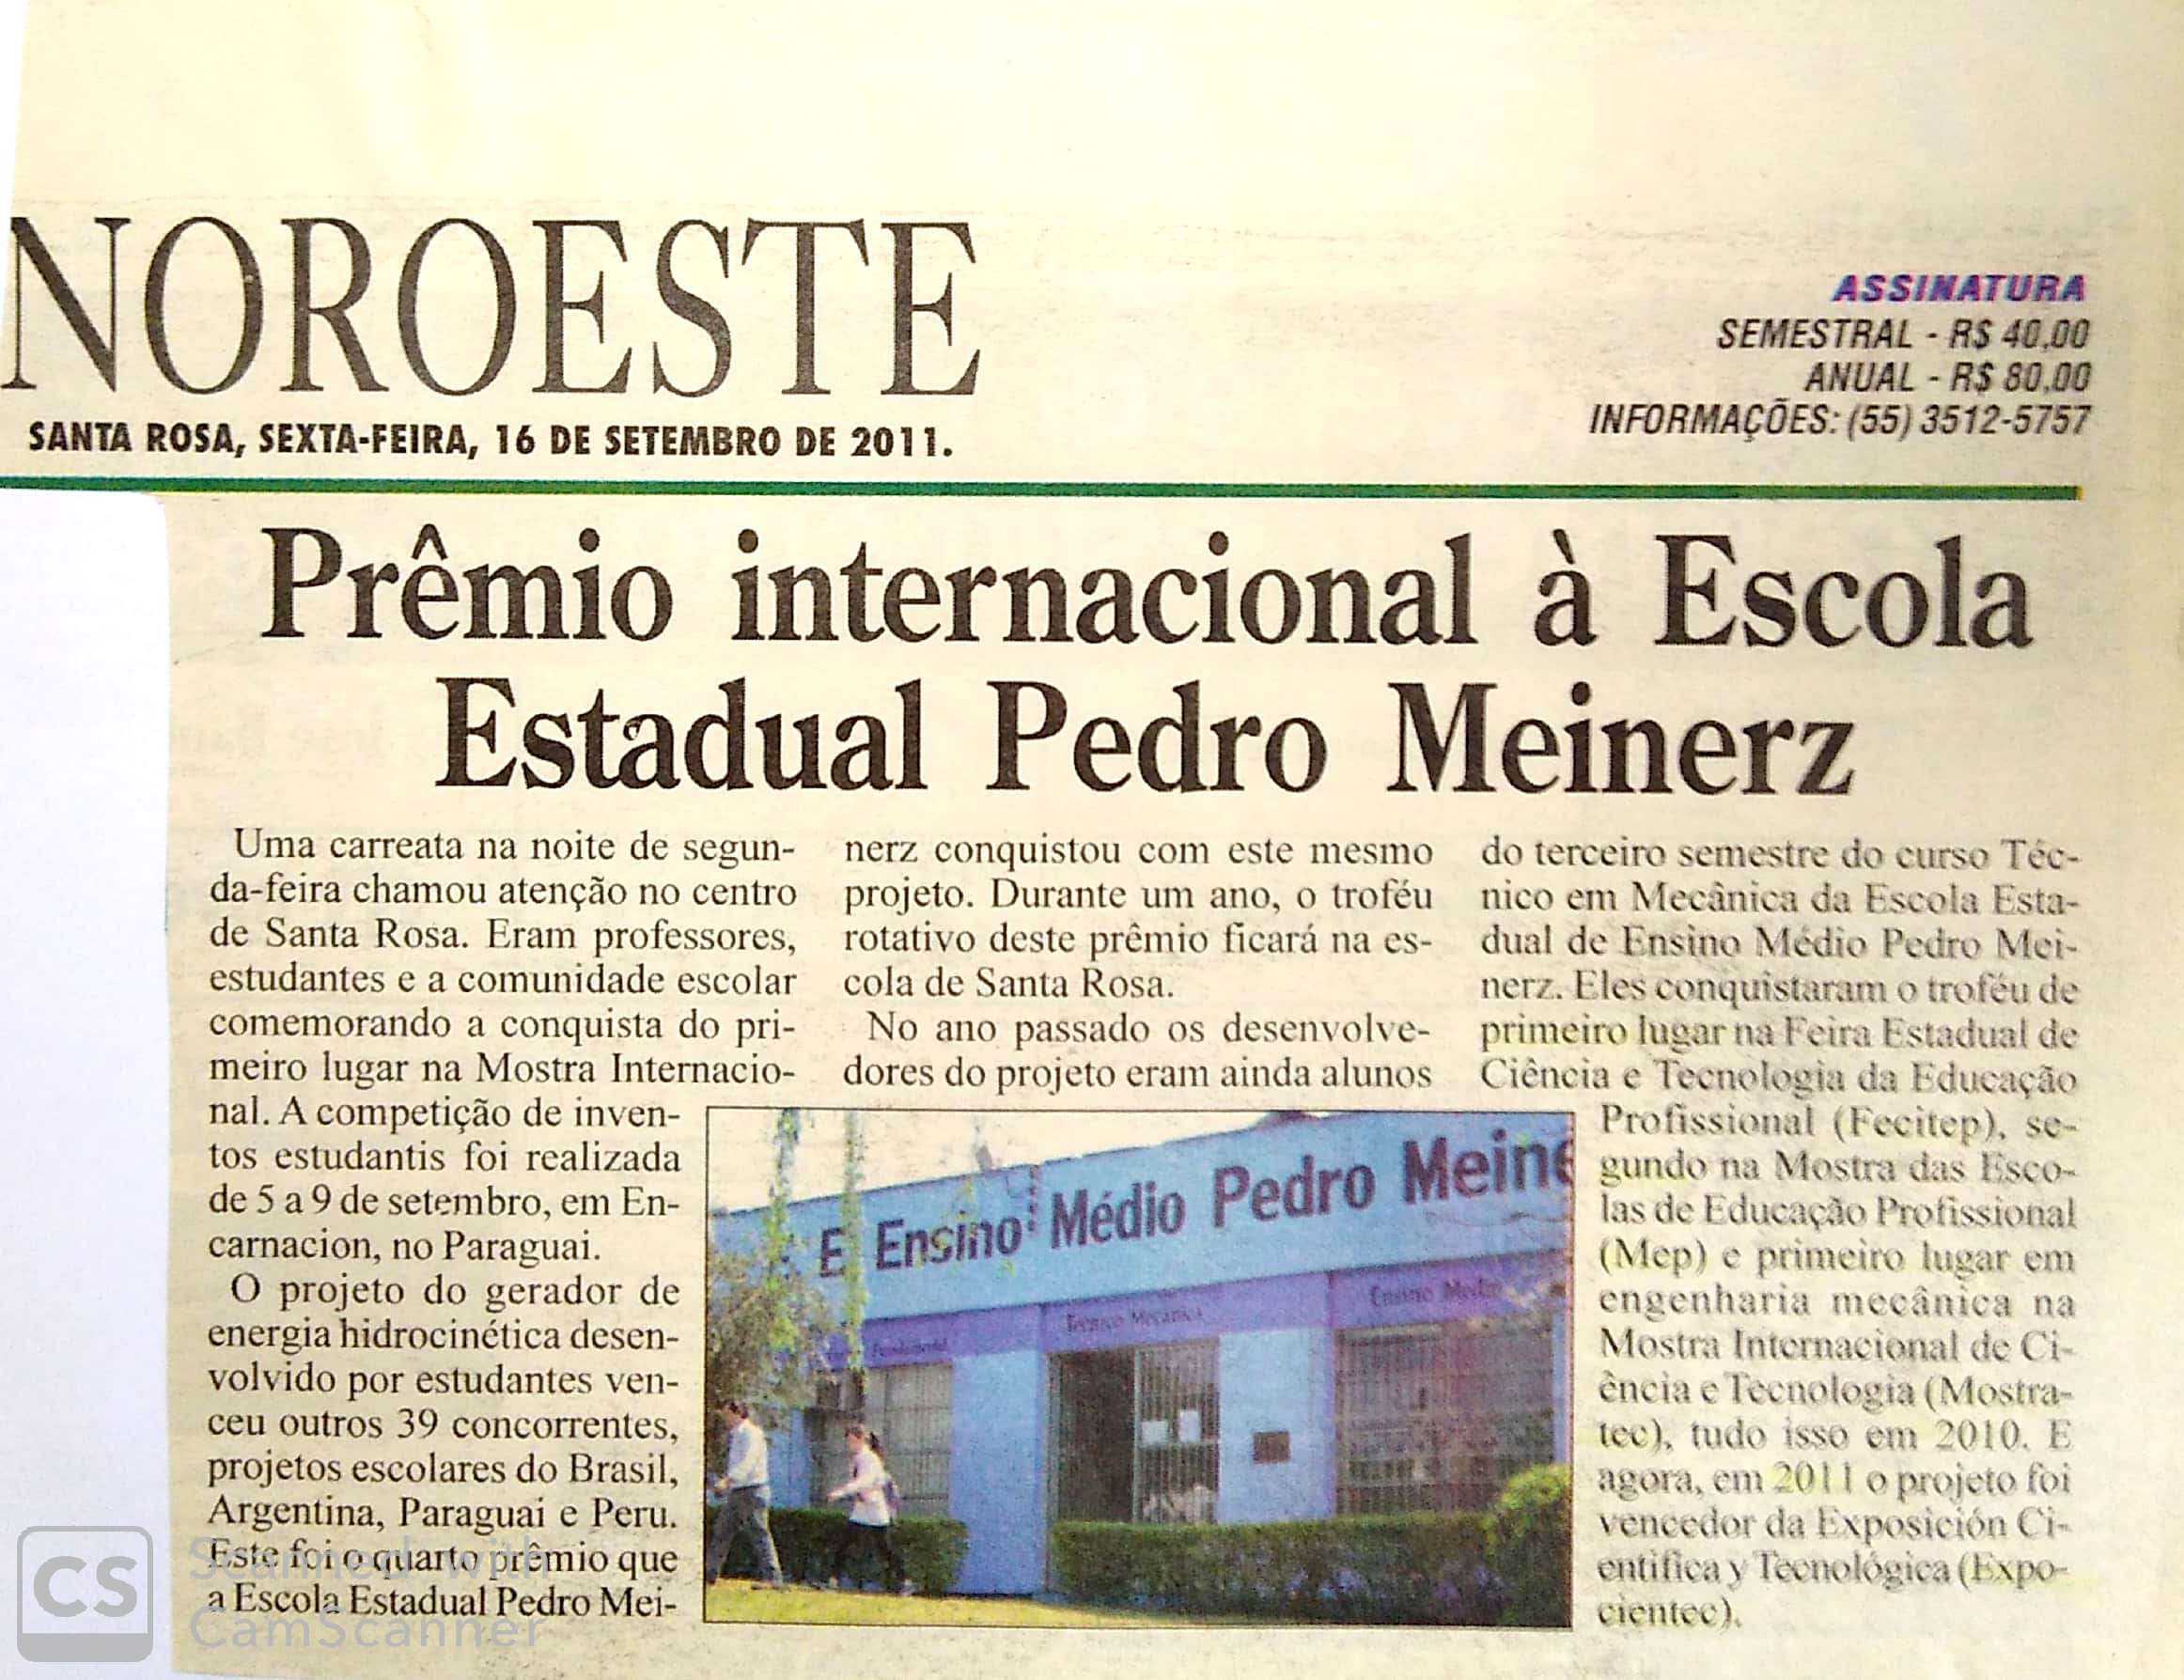 NOROESTE
SANTA ROSA, SEXTA-FEIRA, 16 DE SETEMBRO DE 2011.
ASSINATURA
SEMESTRAL - R$ 40,00
ANUAL - R$ 80,00
INFORMAÇÕES: (55) 3512-5757
Prêmio internacional à Escola
Estadual Pedro Meinerz
Uma carreata na noite de segun-
da-feira chamou atenção no centro
de Santa Rosa. Eram professores,
estudantes e a comunidade escolar
comemorando a conquista do pri-
meiro lugar na Mostra Internacio-
nal. A competição de inven-
tos estudantis foi realizada
de 5 a 9 de setembro, em En-
carnacion, no Paraguai.
O projeto do gerador de
energia hidrocinética desen-
volvido por estudantes ven-
ceu outros 39 concorrentes,
projetos escolares do Brasil,
Argentina, Paraguai e Peru.
Este foi o quarto prêmio que
a Escola Estadual Pedro Mei-
nerz conquistou com este mesmo
projeto. Durante um ano, o troféu
rotativo deste prêmio ficará na es-
cola de Santa Rosa.
No ano passado os desenvolve-
dores do projeto eram ainda alunos
do terceiro semestre do curso Téc-
nico em Mecânica da Escola Esta-
dual de Ensino Médio Pedro Mei-
nerz. Eles conquistaram o troféu de
primeiro lugar na Feira Estadual de
Ciência e Tecnologia da Educação
Profissional (Fecitep), se-
gundo na Mostra das Esco-
las de Educação Profissional
(Mep) e primeiro lugar em
engenharia mecânica na
Mostra Internacional de Ci-
ência e Tecnologia (Mostra-
tec), tudo isso em 2010. E
agora, em 2011 o projeto foi
vencedor da Exposición Ci-
entifica y Tecnológica (Expo-
cientec).
E Ensino Médio Pedro Meine
Fundamental
Técnico Mecânica
Ensino Médio
CS
Scanned with
CamScanner